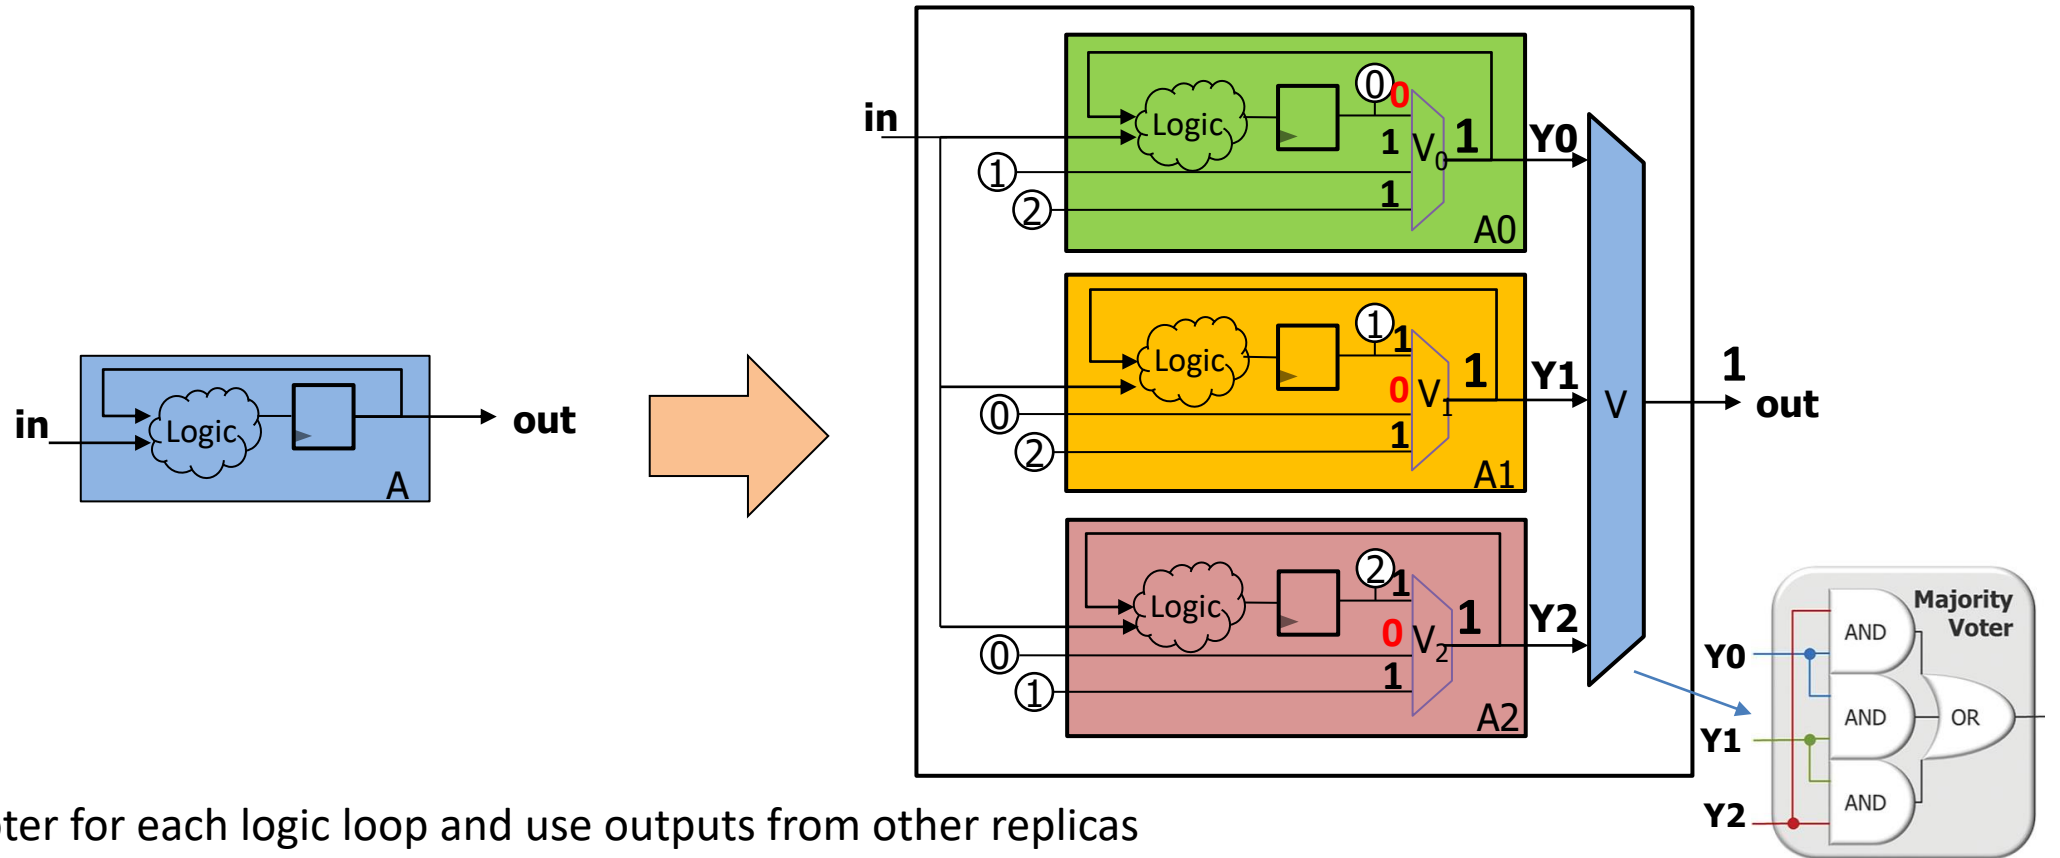 in
Logic
A
out
in
1
2
Logic
0
0
1
1
V0
1
A0
Y0
0
2
Logic
1
1
0
1
V1
1
A1
Y1
0
1
Logic
2
1
0
1
V2
1
A2
Y2
V
1
out
Majority
Voter
Y0
Y1
Y2
AND
AND
AND
OR
for each logic loop and use outputs from other replicas